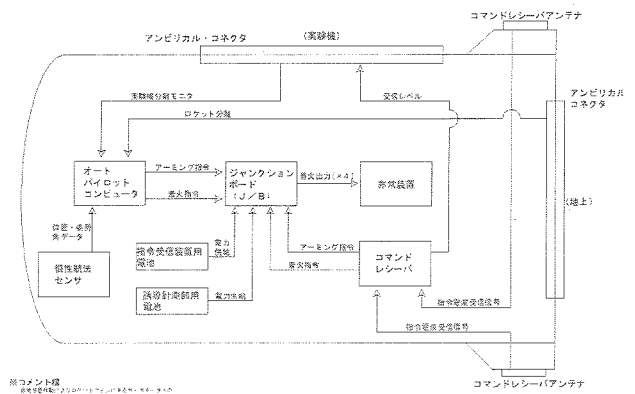 コマンドレシーバアンテナ
アンビリカル・コネクタ
(実験機)
実験機分離モニタ
受信レベル
アンビリカル
コネクタ
ロケット分離
オート
パイロット
コンピュータ
アーミング指令
着火指令
ジャンクション
ボード
(J/B)
着火出力(×4)
非常装置
(地上)
位置・姿勢
角データ
慣性航法
センサ
指令受信装置用
電池
電力
供給
誘導計測部用
電池
電力供給
アーミング指令
着火指令
コマンド
レシーバ
指令電波受信信号
指令電波受信信号
コマンドレシーバアンテナ
※コメント欄